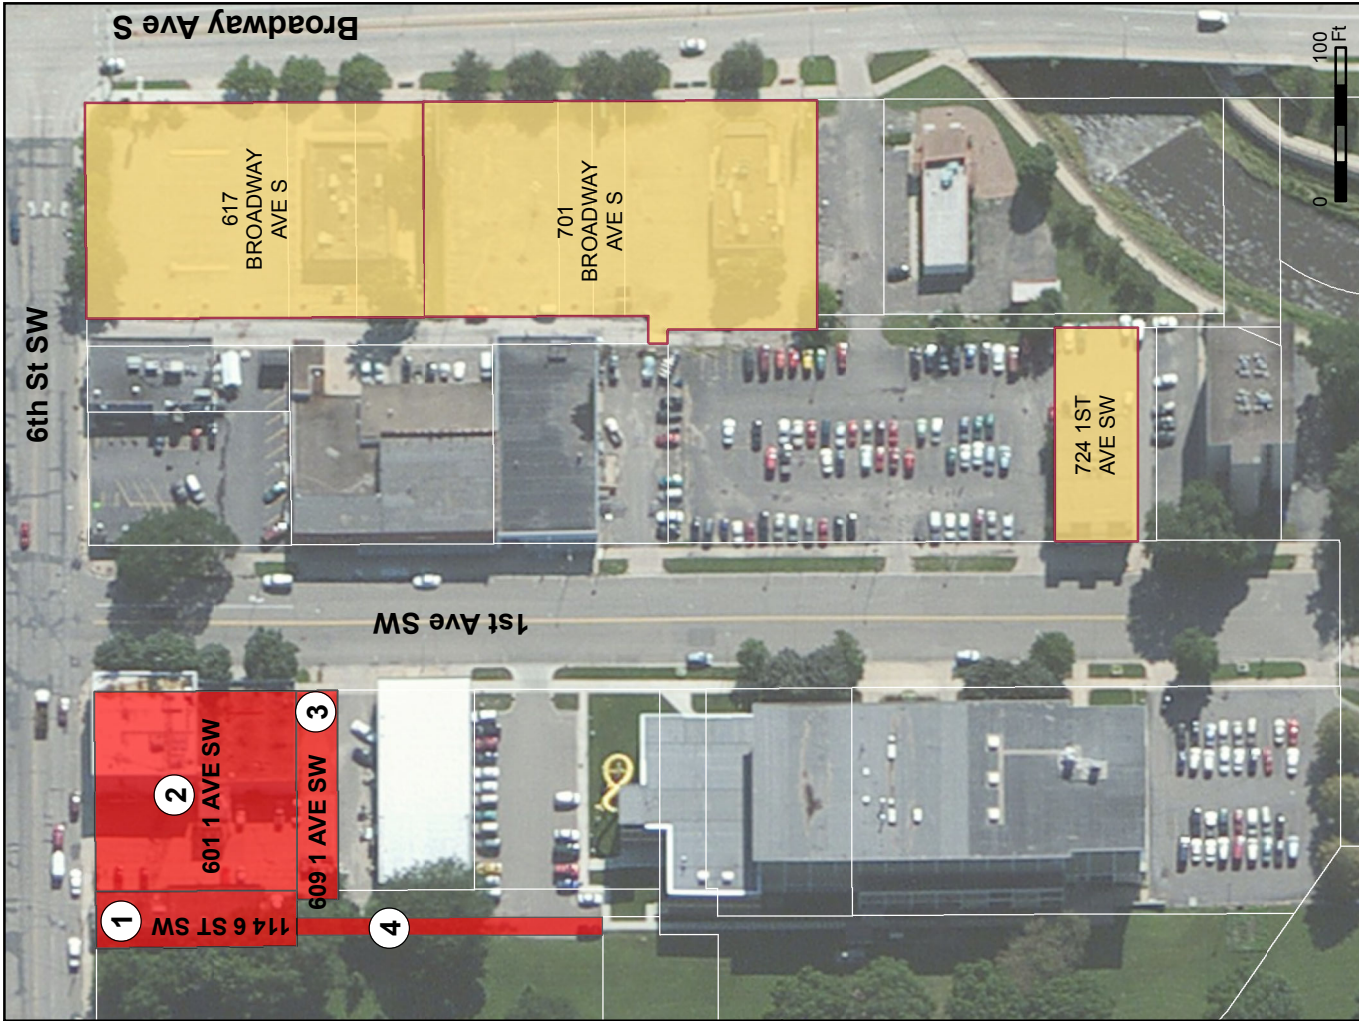 Broadway Ave S
6th St SW
617
BROADWAY
AVE S
701
BROADWAY
AVE S
724 1ST
AVE SW
1st Ave SW
1
2
601 1 AVE SW
3
609 1 AVE SW
114 6 ST SW
4
0
100
Ft